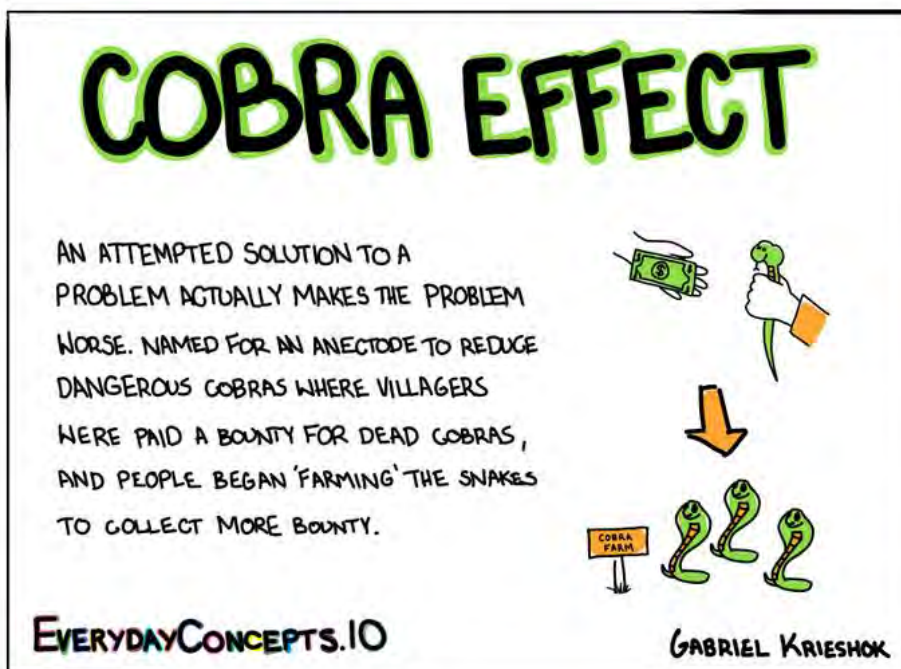 COBRA EFFECT
AN ATTEMPTED SOLUTION TO A
PROBLEM ACTUALLY MAKES THE PROBLEM
WORSE. NAMED FOR AN ANECTODE TO REDUCE
DANGEROUS COBRAS WHERE VILLAGERS
WERE PAID A BOUNTY FOR DEAD COBRAS,
AND PEOPLE BEGAN 'FARMING' THE SNAKES
TO COLLECT MORE BOUNTY.
$
COBRA
FARM
EVERYDAYCONCEPTS.IO
GABRIEL KRIESHOK